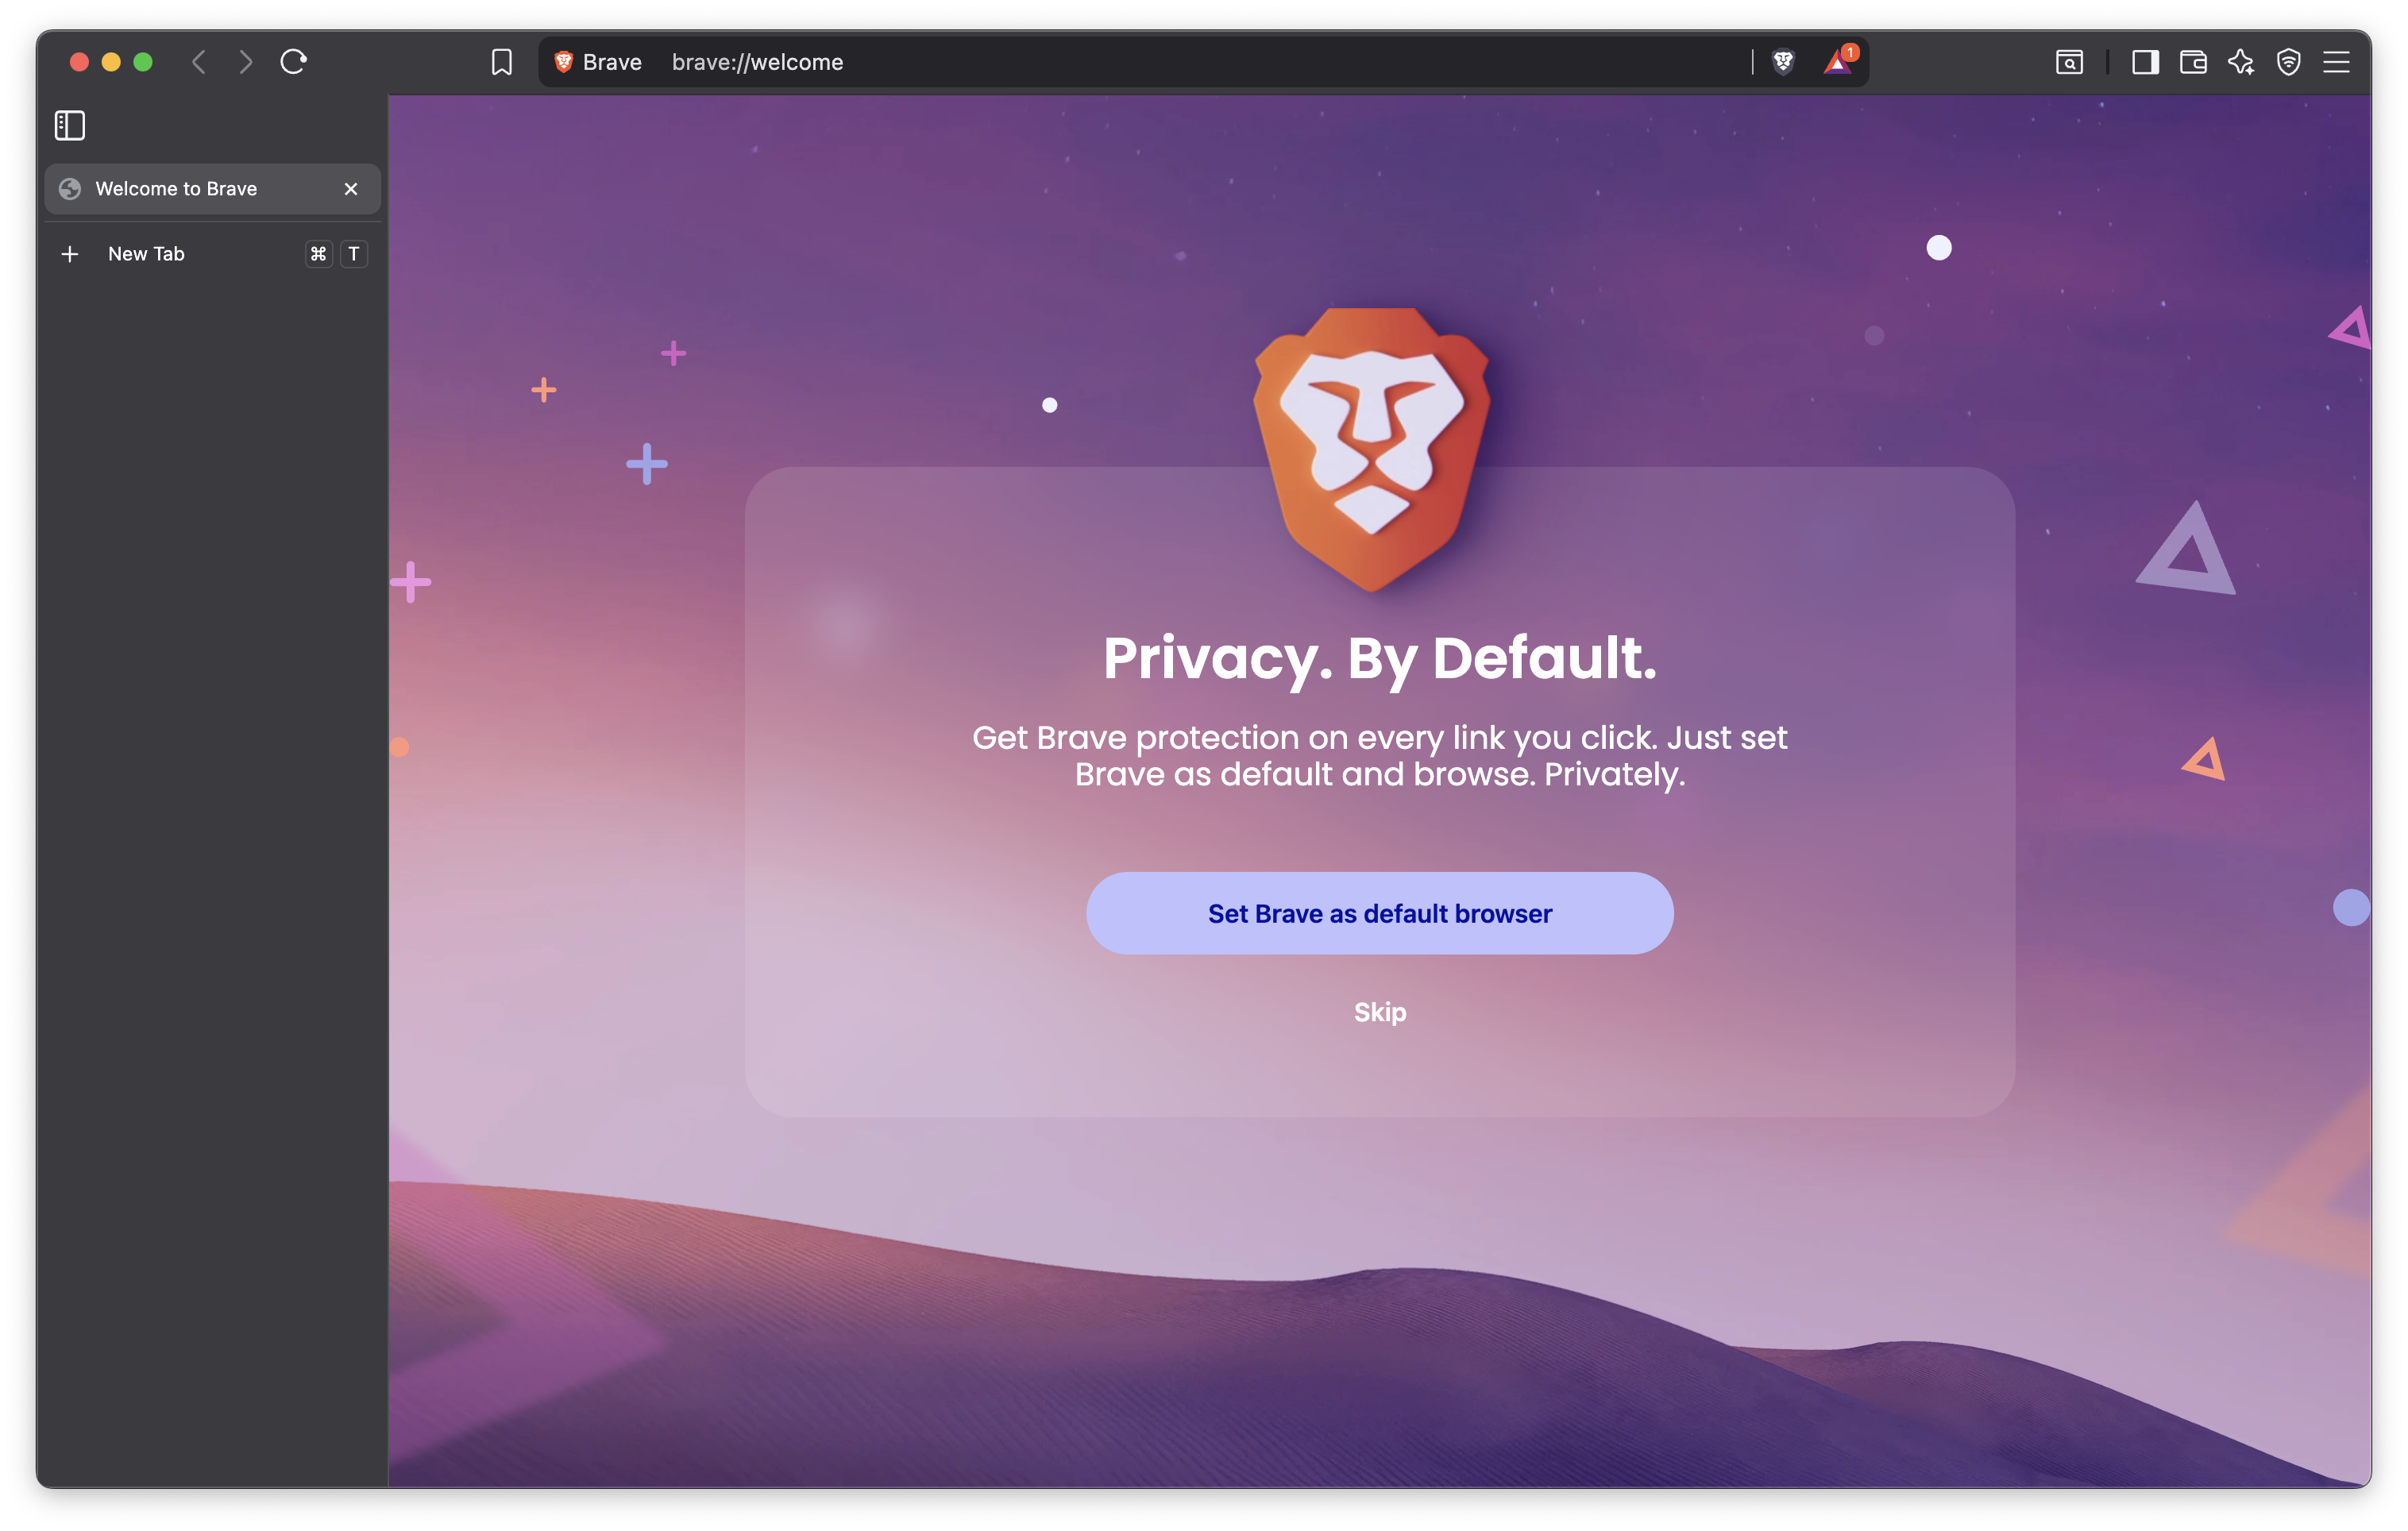 Brave brave://welcome
1
Welcome to Brave
New Tab ⌘ T
Privacy. By Default.
Get Brave protection on every link you click. Just set
Brave as default and browse. Privately.
Set Brave as default browser
Skip